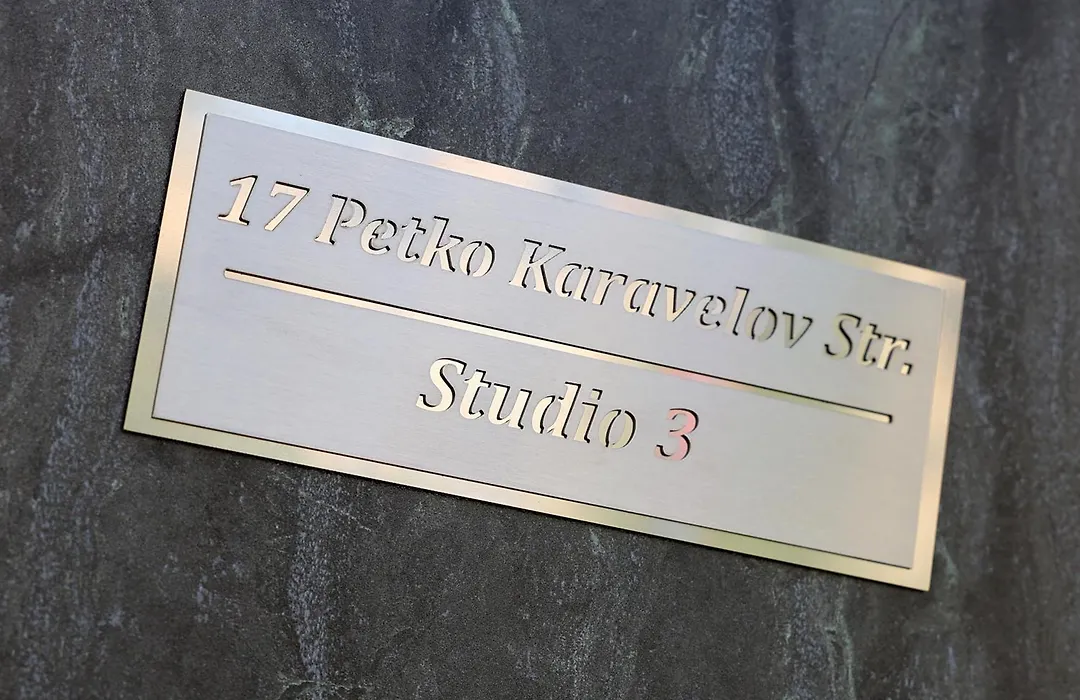 17 Petko Karavelov Str.
Studio 3